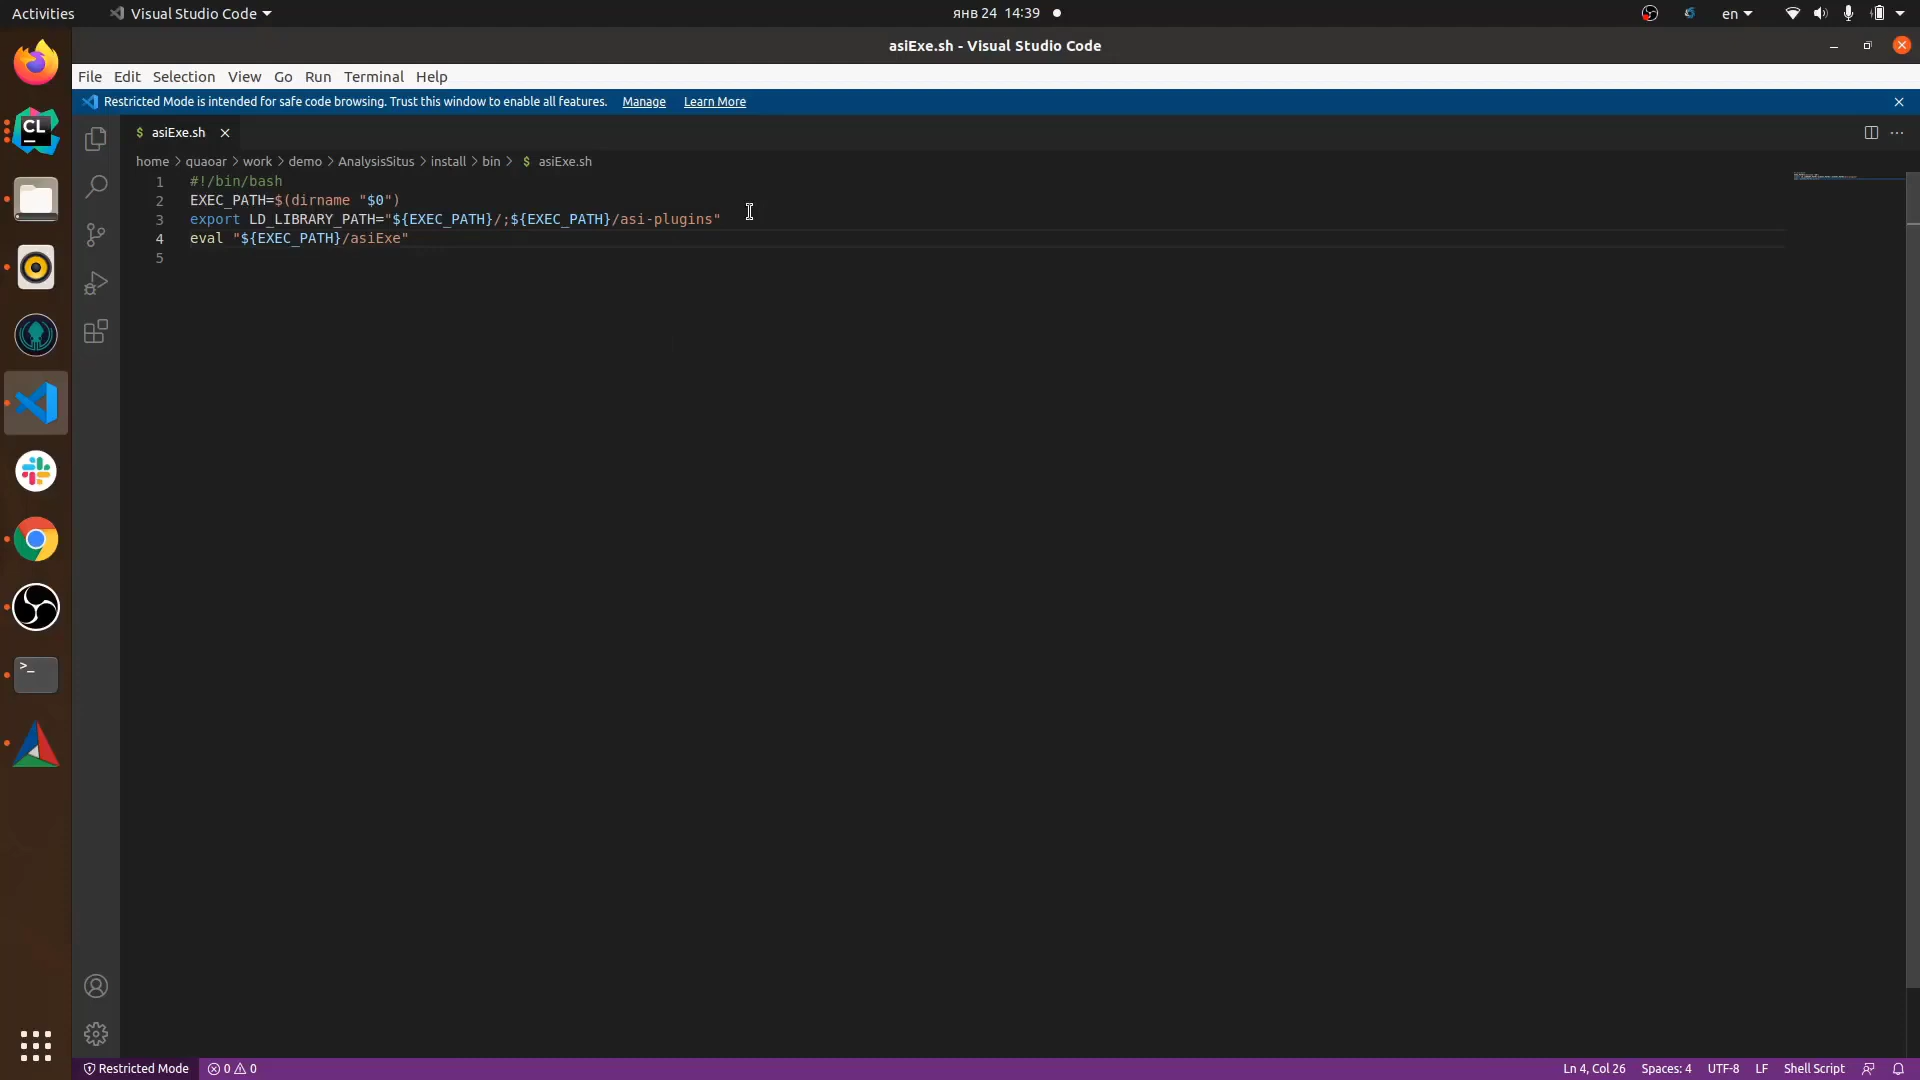 Activities
Visual Studio Code
янв 24 14:39
en
asiExe.sh - Visual Studio Code
File Edit Selection View Go Run Terminal Help
Restricted Mode is intended for safe code browsing. Trust this window to enable all features. Manage Learn More
$ asiExe.sh
home > quaoar > work > demo > AnalysisSitus > install > bin > $ asiExe.sh
1 #!/bin/bash
2 EXEC_PATH=$(dirname "$0")
3 export LD_LIBRARY_PATH="${EXEC_PATH}/;${EXEC_PATH}/asi-plugins"
4 eval "${EXEC_PATH}/asiExe"
5
CL
>_
Restricted Mode
0 0
Ln 4, Col 26 Spaces: 4 UTF-8 LF Shell Script